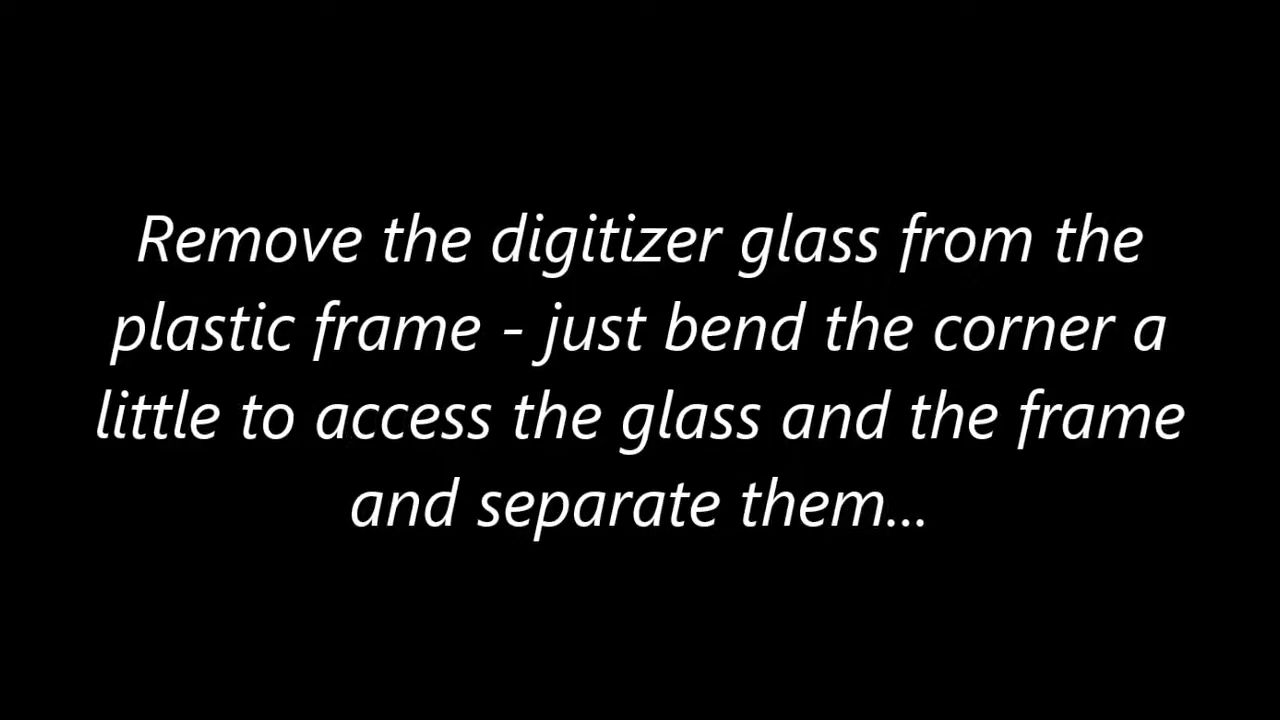 Remove the digitizer glass from the
plastic frame - just bend the corner a
little to access the glass and the frame
and separate them...